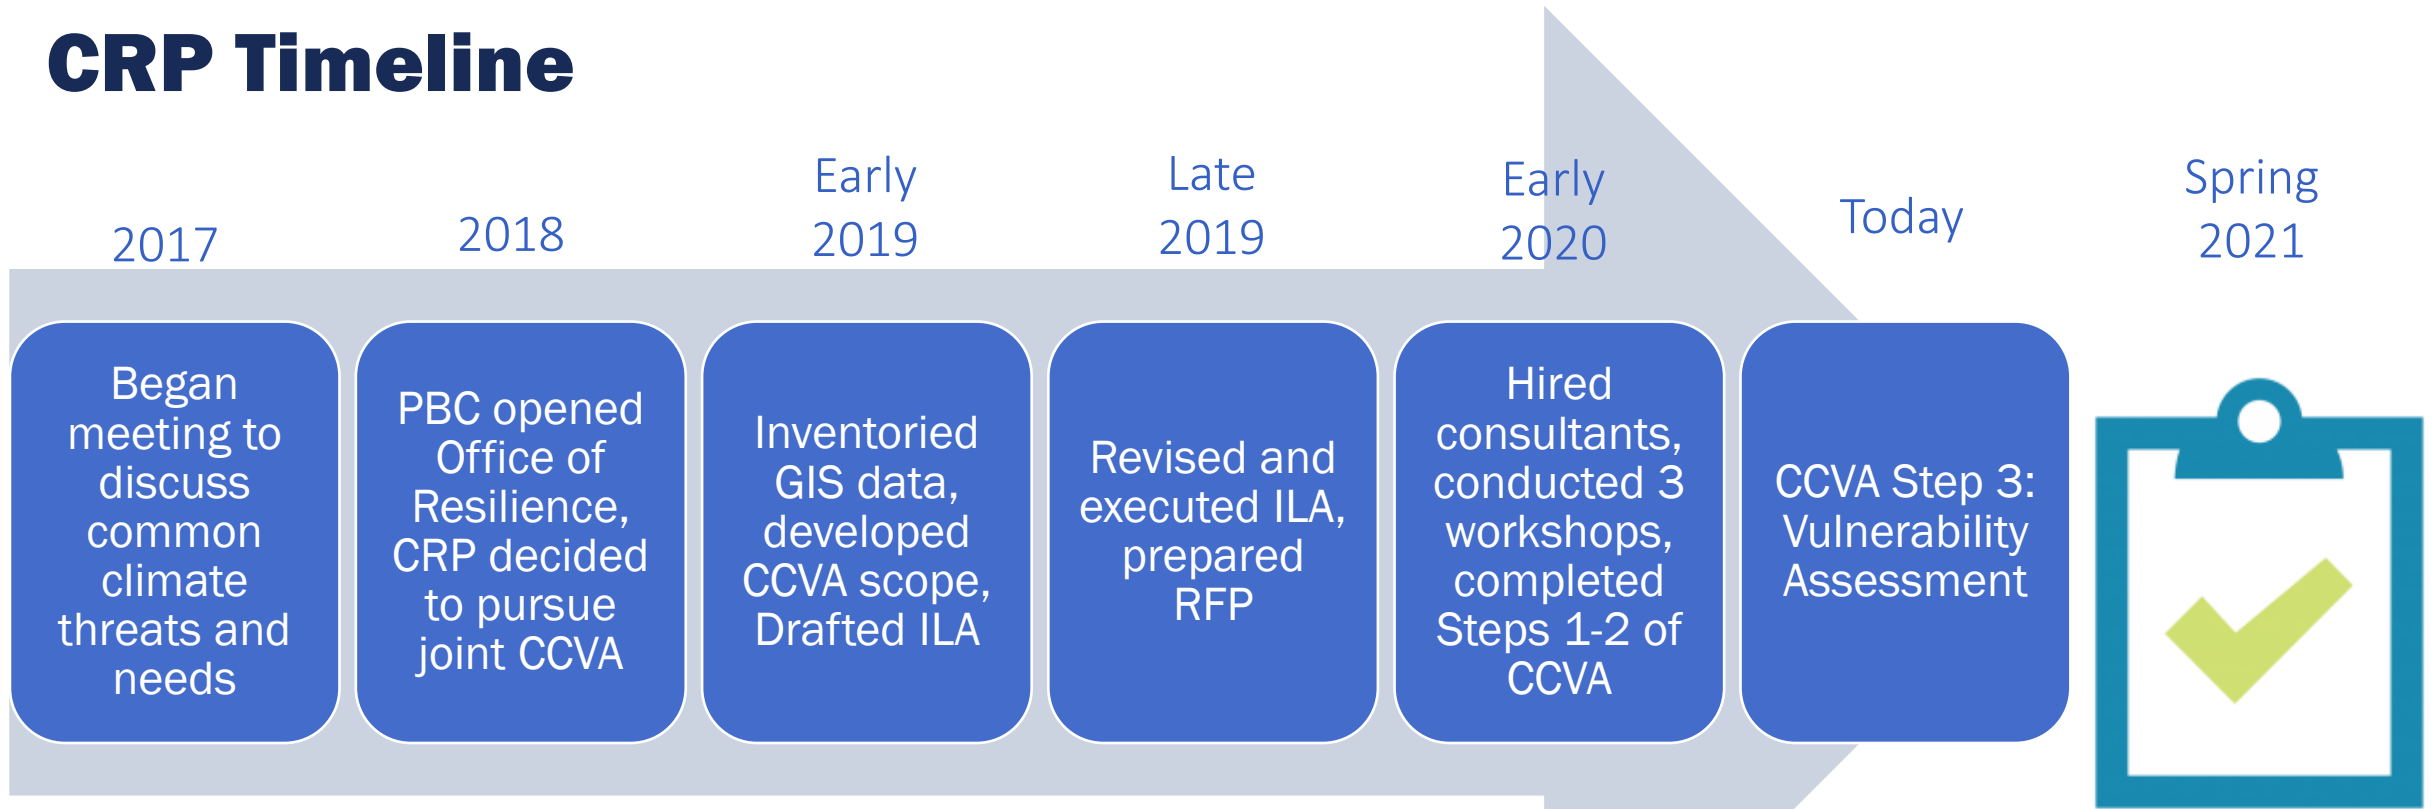 CRP Timeline
2017
2018
Early
2019
Late
2019
Early
2020
Today
Spring
2021
Began
meeting to
discuss
common
climate
threats and
needs
PBC opened
Office of
Resilience,
CRP decided
to pursue
joint CCVA
Inventoried
GIS data,
developed
CCVA scope,
Drafted ILA
Revised and
executed ILA,
prepared
RFP
Hired
consultants,
conducted 3
workshops,
completed
Steps 1-2 of
CCVA
CCVA Step 3:
Vulnerability
Assessment